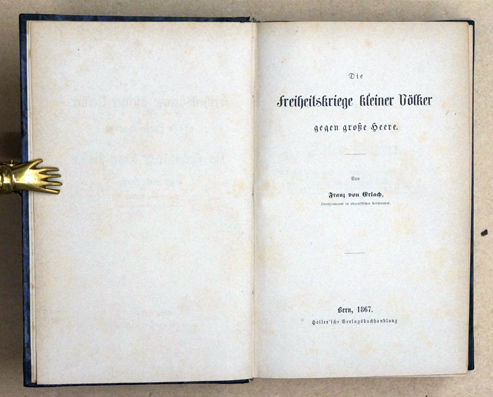 Die
Freiheitskriege kleiner Völker
gegen große Heere.
Von
Franz von Erlach,
Bern, 1867.
Haller'sche Verlagsbuchhandlung